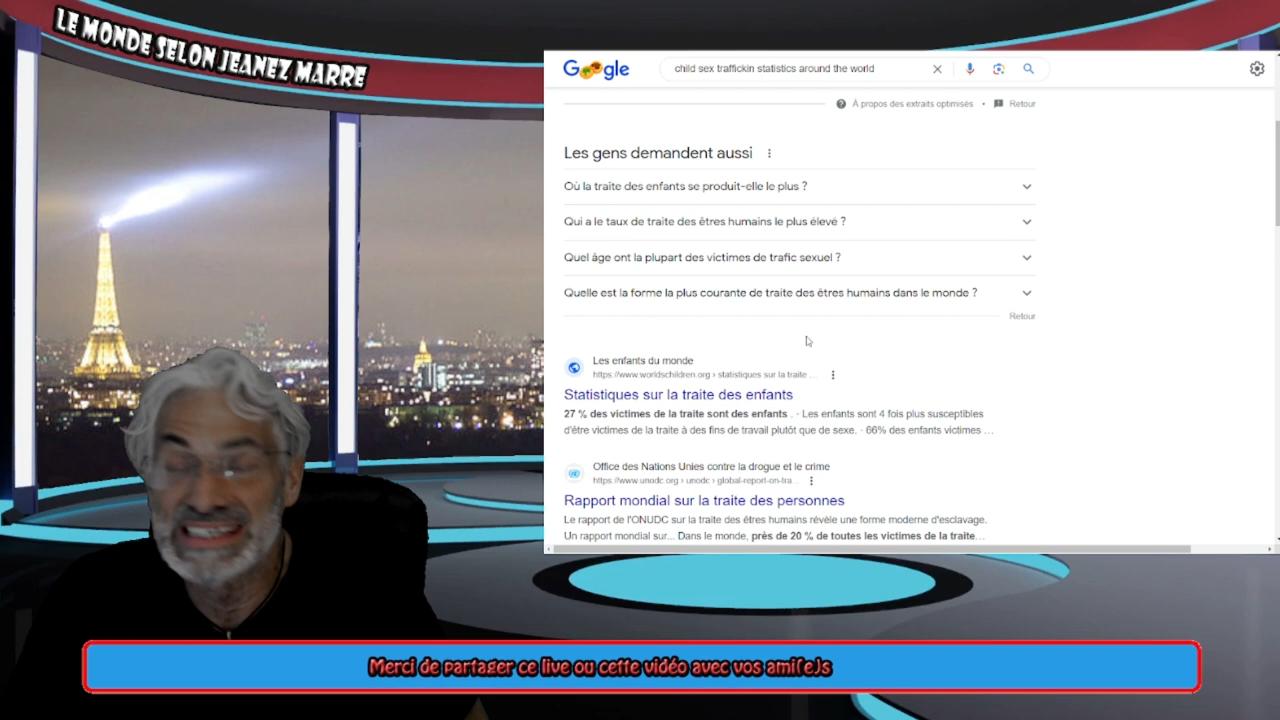 LE MONDE SELON JEANEZ MARRE
Google
child sex traffickin statistics around the world
À propos des extraits optimisés • Retour
Les gens demandent aussi
Où la traite des enfants se produit-elle le plus ?
Qui a le taux de traite des êtres humains le plus élevé ?
Quel âge ont la plupart des victimes de trafic sexuel ?
Quelle est la forme la plus courante de traite des êtres humains dans le monde ?
Retour
Les enfants du monde
https://www.worldschildren.org › statistiques sur la traite ...
Statistiques sur la traite des enfants
27 % des victimes de la traite sont des enfants . · Les enfants sont 4 fois plus susceptibles
d'être victimes de la traite à des fins de travail plutôt que de sexe. · 66% des enfants victimes ...
Office des Nations Unies contre la drogue et le crime
https://www.unodc.org › unodc › global-report-on-tra...
Rapport mondial sur la traite des personnes
Le rapport de l'ONUDC sur la traite des êtres humains révèle une forme moderne d'esclavage.
Un rapport mondial sur... Dans le monde, près de 20 % de toutes les victimes de la traite...
Merci de partager ce live ou cette vidéo avec vos ami(e)s